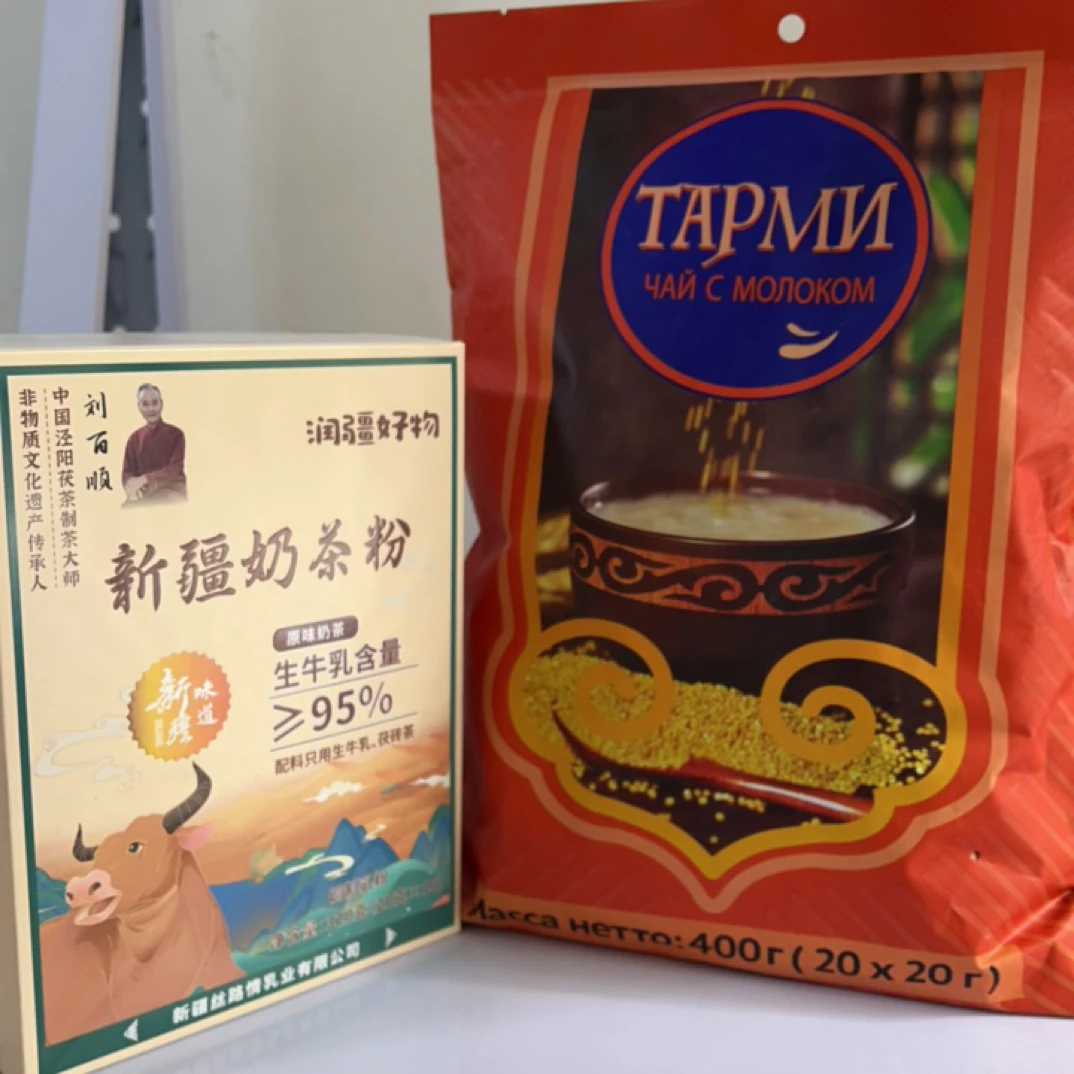 刘百顺
中国泾阳茯茶制茶大师
非物质文化遗产传承人
润疆好物
新疆奶茶粉
原味奶茶
生牛乳含量
≥95%
配料只用生牛乳、茯砖茶
新疆
味道
新疆丝路情乳业有限公司
ТАРМИ
ЧАЙ С МОЛОКОМ
Масса нетто: 400г ( 20 х 20 г )